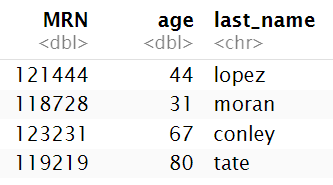 MRN age last_name
<dbl> <dbl> <chr>
121444 44 lopez
118728 31 moran
123231 67 conley
119219 80 tate